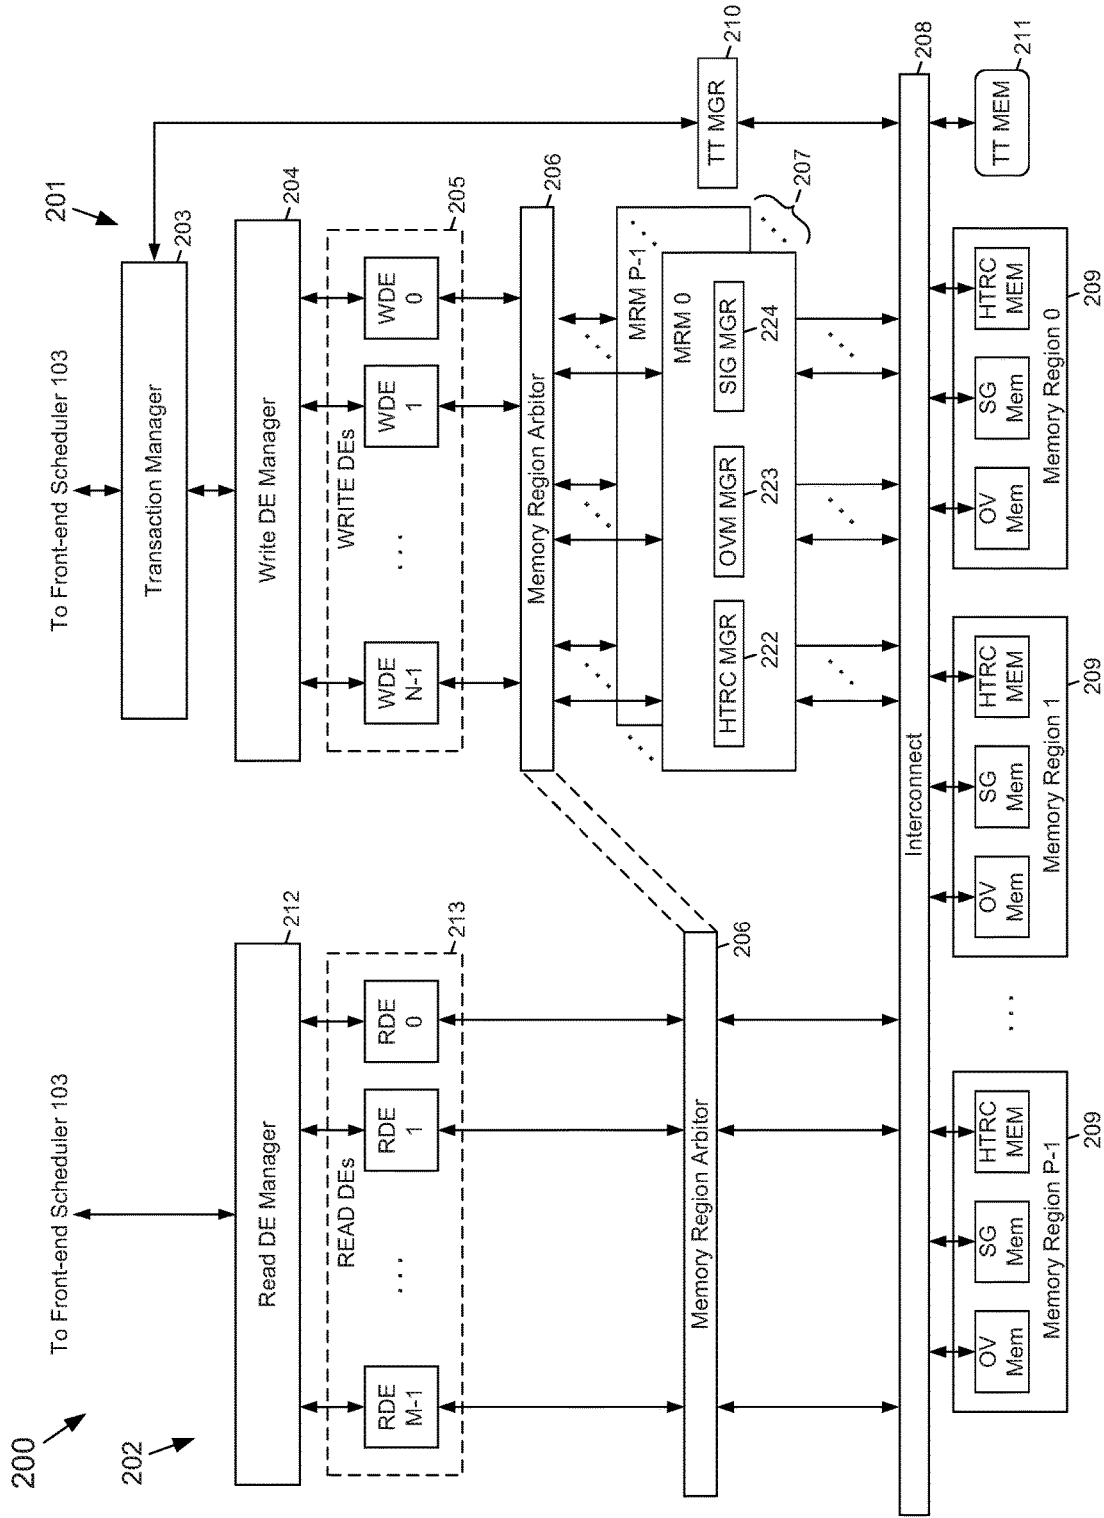 200
202
201
To Front-end Scheduler 103
To Front-end Scheduler 103
Transaction Manager
203
Read DE Manager
212
Write DE Manager
204
READ DEs
213
RDE
M-1
. . .
RDE
1
RDE
0
WRITE DEs
205
WDE
N-1
. . .
WDE
1
WDE
0
Memory Region Arbitor
206
Memory Region Arbitor
206
MRM P-1
MRM 0
207
HTRC MGR
222
OVM MGR
223
SIG MGR
224
TT MGR
210
Interconnect
208
OV
Mem
SG
Mem
HTRC
MEM
Memory Region P-1
209
. . .
OV
Mem
SG
Mem
HTRC
MEM
Memory Region 1
209
OV
Mem
SG
Mem
HTRC
MEM
Memory Region 0
209
TT MEM
211